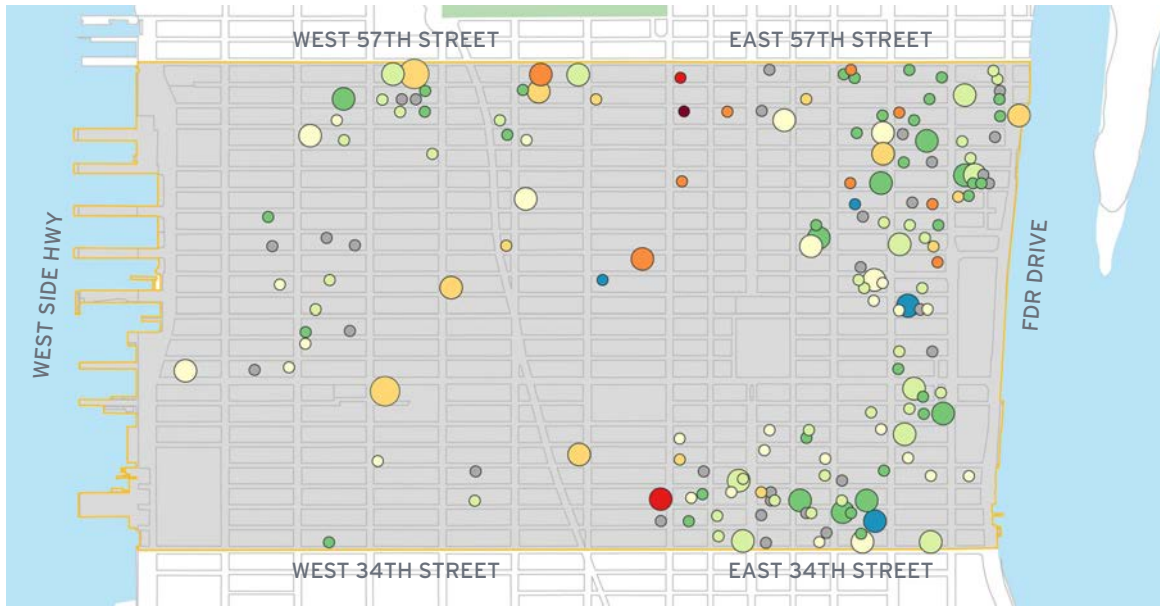 WEST 57TH STREET
EAST 57TH STREET
WEST SIDE HWY
FDR DRIVE
WEST 34TH STREET
EAST 34TH STREET